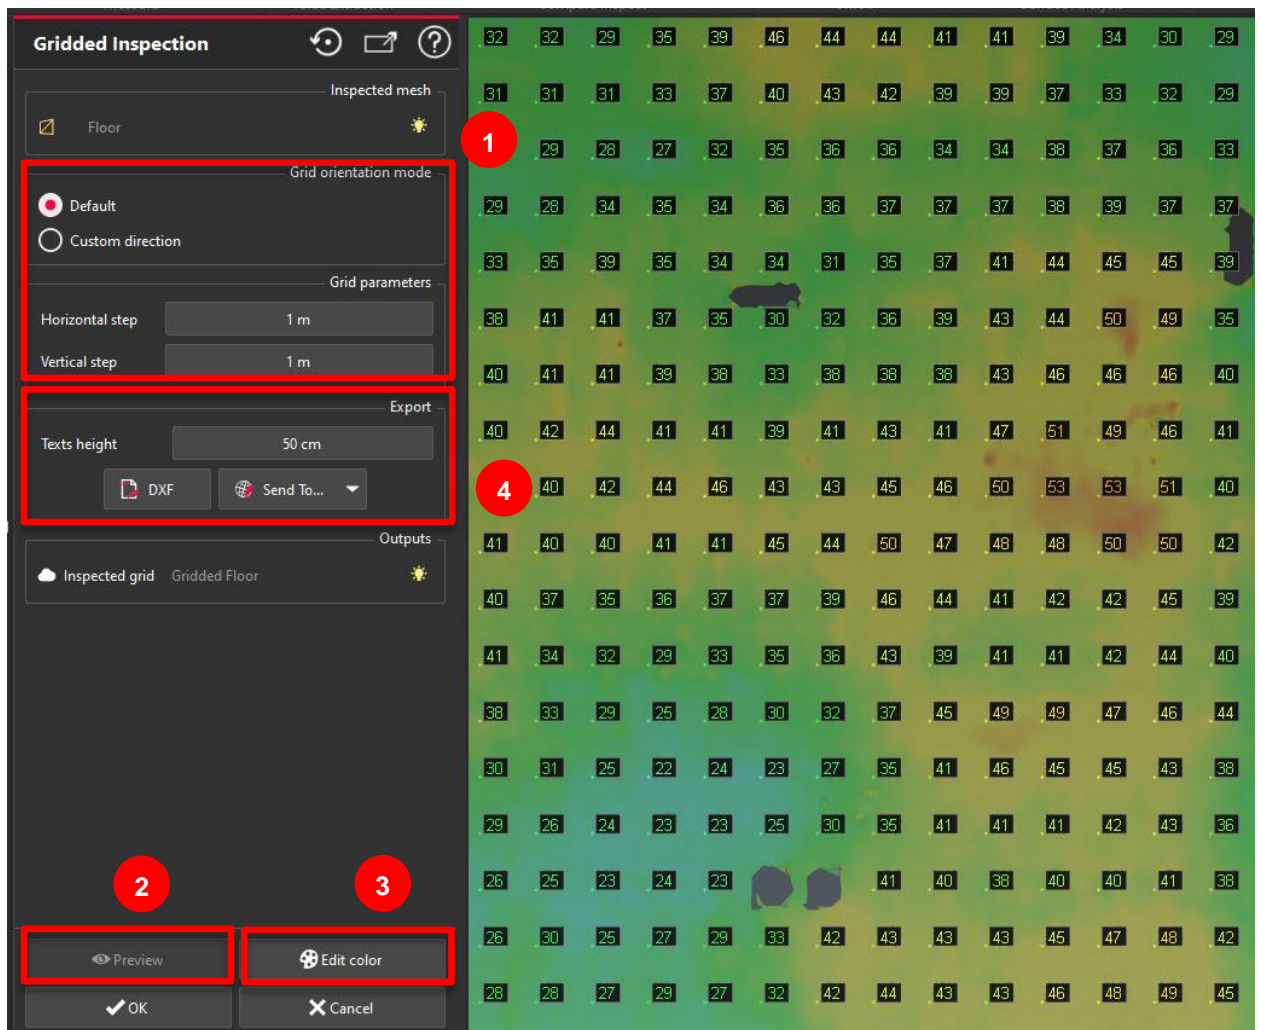 Gridded Inspection
Inspected mesh
Floor
1
Grid orientation mode
Default
Custom direction
Grid parameters
Horizontal step 1 m
Vertical step 1 m
Export
Texts height 50 cm
DXF Send To...
4
Outputs
Inspected grid Gridded Floor
2 3
Preview Edit color
OK Cancel
32 32 29 35 39 46 44 44 41 41 39 34 30 29
31 31 31 33 37 40 43 42 39 39 37 33 32 29
29 28 27 32 35 36 36 34 34 38 37 36 33
29 28 34 35 34 36 36 37 37 37 38 39 37 37
33 35 39 35 34 34 31 35 37 41 44 45 45 39
38 41 41 37 35 30 32 36 39 43 44 50 49 35
40 41 41 39 38 33 38 38 38 43 46 46 46 40
40 42 44 41 41 39 41 43 41 47 51 49 46 41
40 42 44 46 43 43 45 46 50 53 53 51 40
41 40 40 41 41 45 44 50 47 48 48 50 50 42
40 37 35 36 37 37 39 46 44 41 42 42 45 39
41 34 32 29 33 35 36 43 39 41 41 42 44 40
38 33 29 25 28 30 32 37 45 49 49 47 46 44
30 31 25 22 24 23 27 35 41 46 45 45 43 38
29 26 24 23 23 25 30 35 41 41 41 42 43 36
26 25 23 24 23 41 40 38 40 40 41 38
26 30 25 27 29 33 42 43 43 43 45 47 48 42
28 28 27 29 27 32 42 44 43 43 46 48 49 45